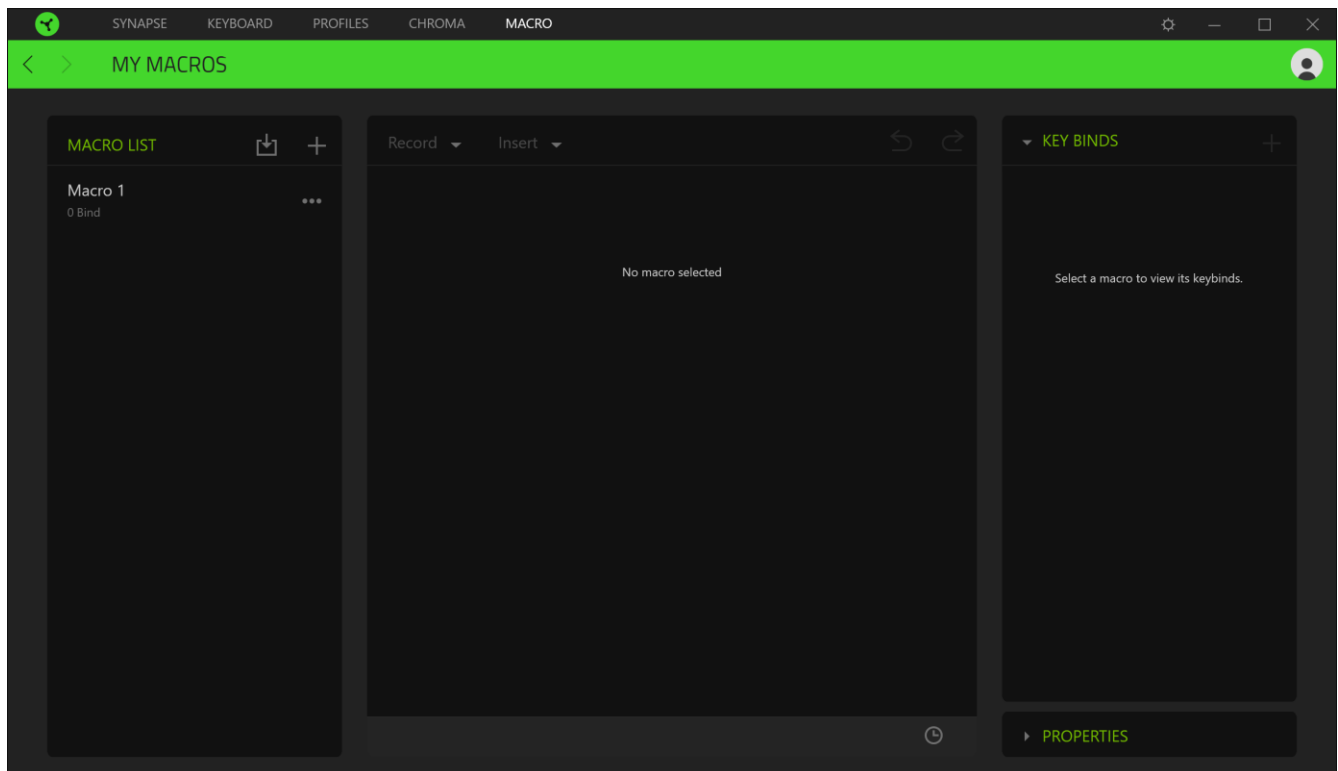 SYNAPSE KEYBOARD PROFILES CHROMA MACRO
MY MACROS
MACRO LIST
Macro 1
0 Bind
Record Insert
No macro selected
KEY BINDS
Select a macro to view its keybinds.
PROPERTIES